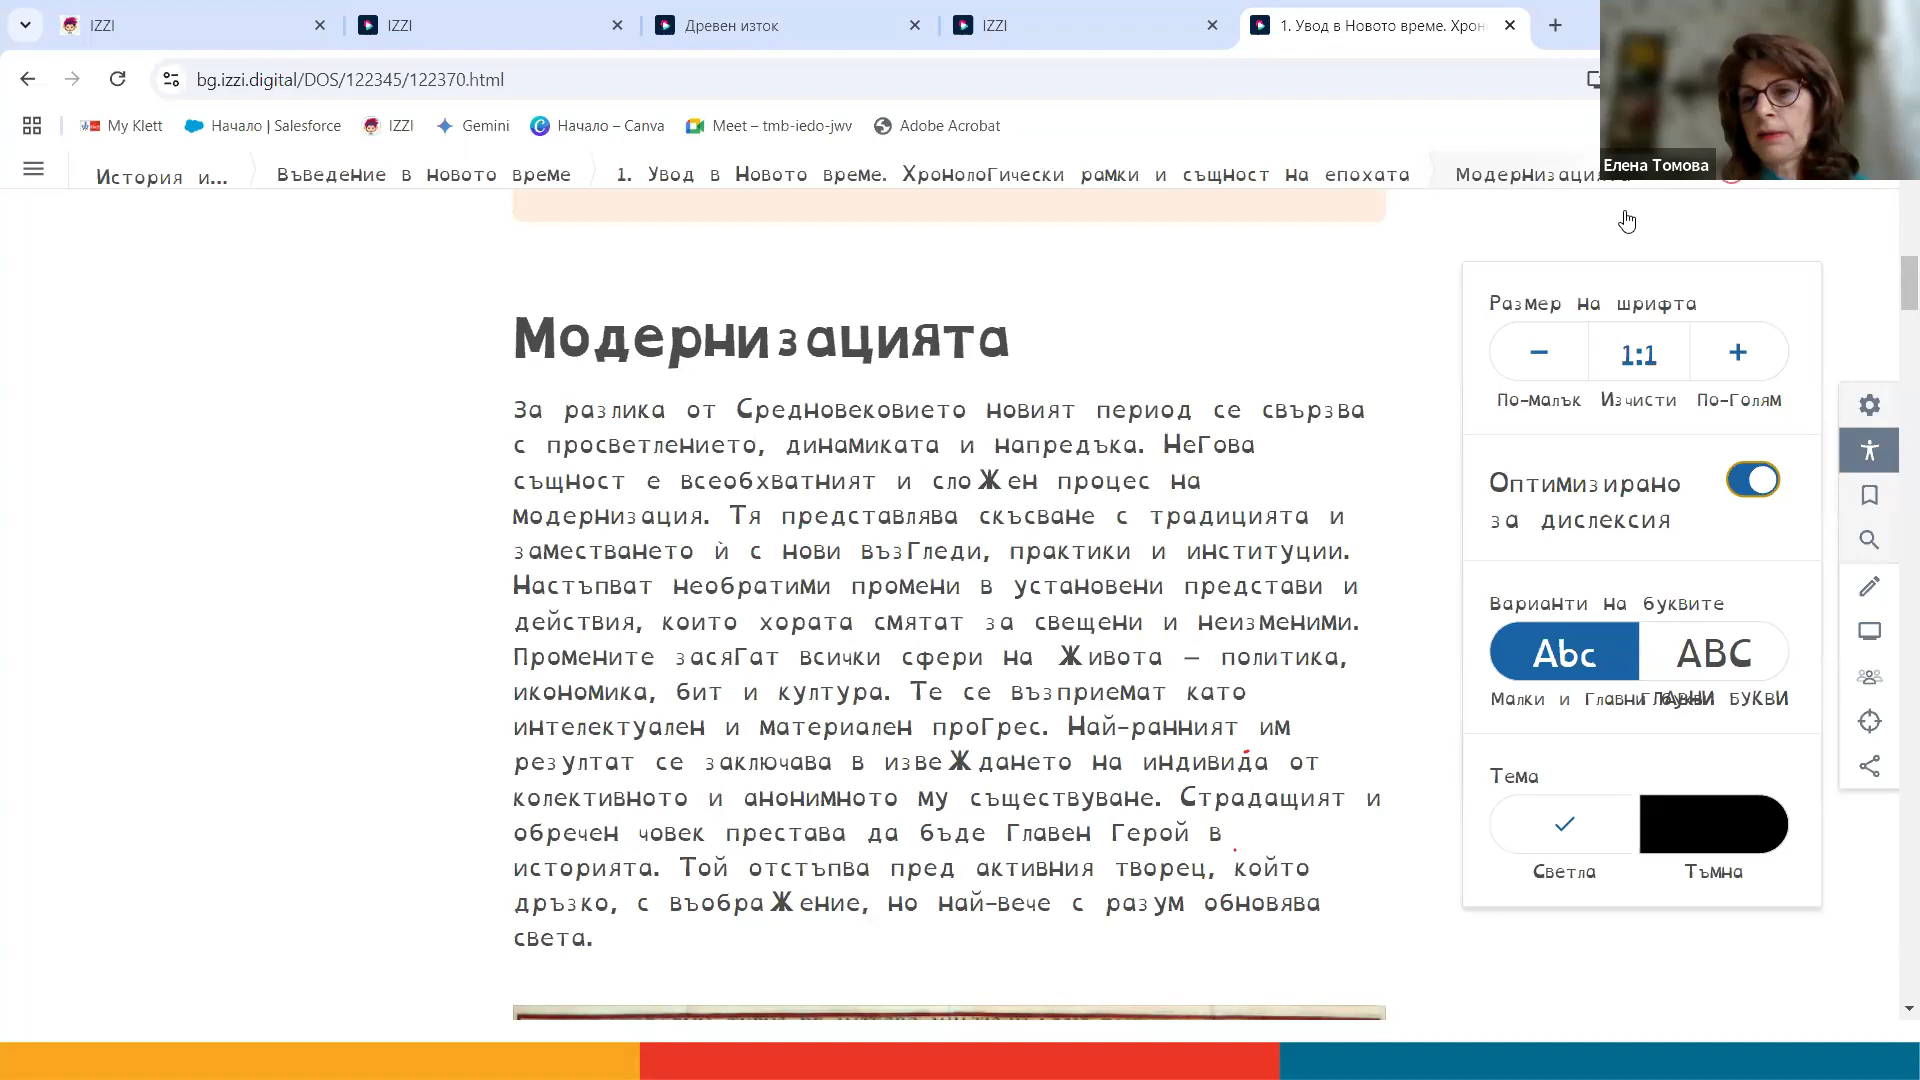 IZZI
IZZI
Древен изток
IZZI
1. Увод в Новото време. Хрон
bg.izzi.digital/DOS/122345/122370.html
My Klett
Начало | Salesforce
IZZI
Gemini
Начало – Canva
Meet – tmb-iedo-jwv
Adobe Acrobat
Елена Томова
История и...
Въведение в новото време
1. Увод в Новото време. Хронологически рамки и същност на епохата
Модернизацията
Модернизацията
За разлика от Средновековието новият период се свързва
с просветлението, динамиката и напредъка. Негова
същност е всеобхватният и сложен процес на
модернизация. Тя представлява скъсване с традицията и
заместването ѝ с нови възгледи, практики и институции.
Настъпват необратими промени в установени представи и
действия, които хората смятат за свещени и неизменими.
Промените засягат всички сфери на живота – политика,
икономика, бит и култура. Те се възприемат като
интелектуален и материален прогрес. Най-ранният им
резултат се заключава в извеждането на индивида от
колективното и анонимното му съществуване. Страдащият и
обречен човек престава да бъде главен герой в
историята. Той отстъпва пред активния творец, който
дръзко, с въображение, но най-вече с разум обновява
света.
Размер на шрифта
1:1
По-малък
Изчисти
По-голям
Оптимизирано
за дислексия
Варианти на буквите
Abc
ABC
Малки и главни букви
ГЛАВНИ БУКВИ
Тема
Светла
Тъмна